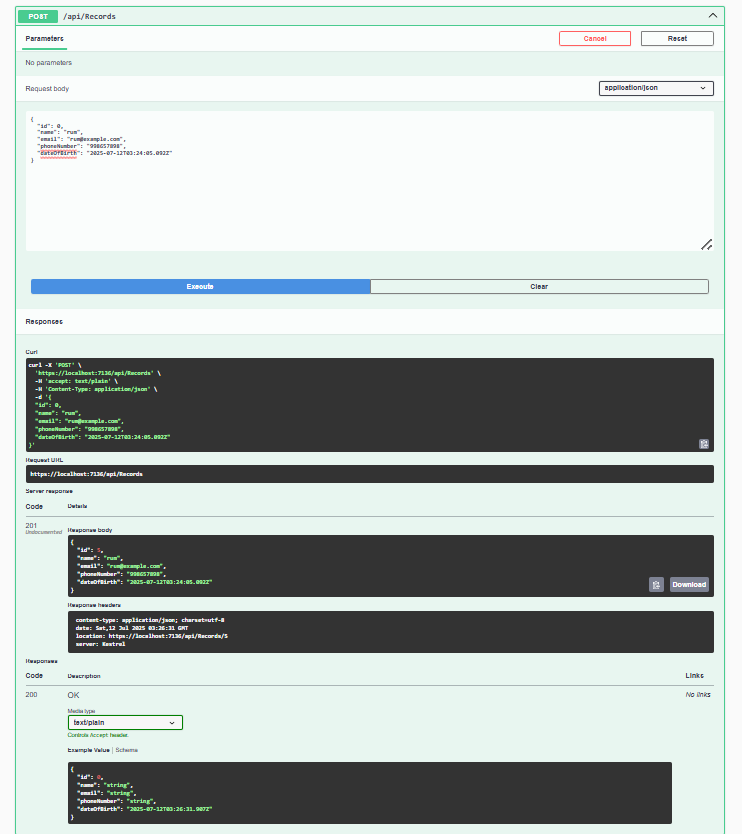 POST /api/Records
Parameters
Cancel
Reset
No parameters
Request body
application/json
{
"id": 0,
"name": "rum",
"email": "rum@example.com",
"phoneNumber": "998657898",
"dateOfBirth": "2025-07-12T03:24:05.092Z"
}
Execute
Clear
Responses
Curl
curl -X 'POST' \
'https://localhost:7136/api/Records' \
-H 'accept: text/plain' \
-H 'Content-Type: application/json' \
-d '{
"id": 0,
"name": "rum",
"email": "rum@example.com",
"phoneNumber": "998657898",
"dateOfBirth": "2025-07-12T03:24:05.092Z"
}'
Request URL
https://localhost:7136/api/Records
Server response
Code Details
201
Undocumented
Response body
{
"id": 5,
"name": "rum",
"email": "rum@example.com",
"phoneNumber": "998657898",
"dateOfBirth": "2025-07-12T03:24:05.092Z"
}
Download
Response headers
content-type: application/json; charset=utf-8
date: Sat,12 Jul 2025 03:26:31 GMT
location: https://localhost:7136/api/Records/5
server: Kestrel
Responses
Code Description Links
200 OK No links
Media type
text/plain
Controls Accept header.
Example Value | Schema
{
"id": 0,
"name": "string",
"email": "string",
"phoneNumber": "string",
"dateOfBirth": "2025-07-12T03:26:31.907Z"
}